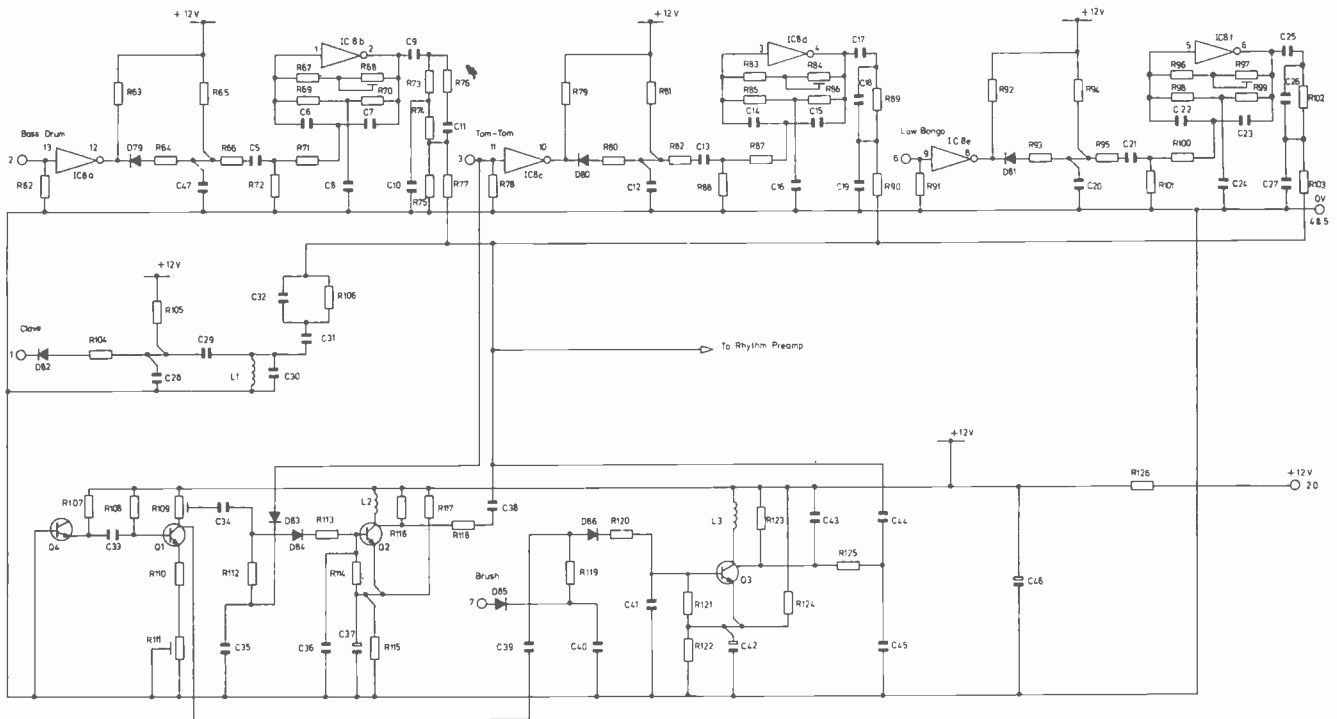 +12V
+12V
+12V
IC8b
IC8d
IC8f
1
2
C9
3
4
C17
5
6
C25
R67
R68
R73
R76
R83
R84
C18
R96
R97
C26
R102
R63
R65
R69
R70
R79
R81
R85
R86
R89
R92
R94
R98
R99
C6
C7
R74
C11
C14
C15
C22
C23
Bass Drum
Tom-Tom
Low Bongo
2
13
12
D79
R64
R66
C5
R71
3
11
10
D80
R80
R82
C13
R87
6
9
8
IC8e
D81
R93
R95
C21
R100
IC8a
IC8c
R62
C47
R72
C8
C10
R75
R77
R78
C12
R88
C16
C19
R90
R91
C20
R101
C24
C27
R103
0V
4&5
+12V
C32
R106
R105
C31
Clave
1
D82
R104
C29
C28
L1
C30
To Rhythm Preamp
+12V
R126
+12V
20
R107
R108
R109
C34
D83
L2
R117
C38
D86
R120
L3
R123
C43
C44
D84
R113
R116
R118
Q4
C33
Q1
Q2
R125
R110
R112
R114
Brush
7
D85
R119
Q3
R121
R124
C46
C41
R111
C35
C36
C37
R115
C39
C40
R122
C42
C45